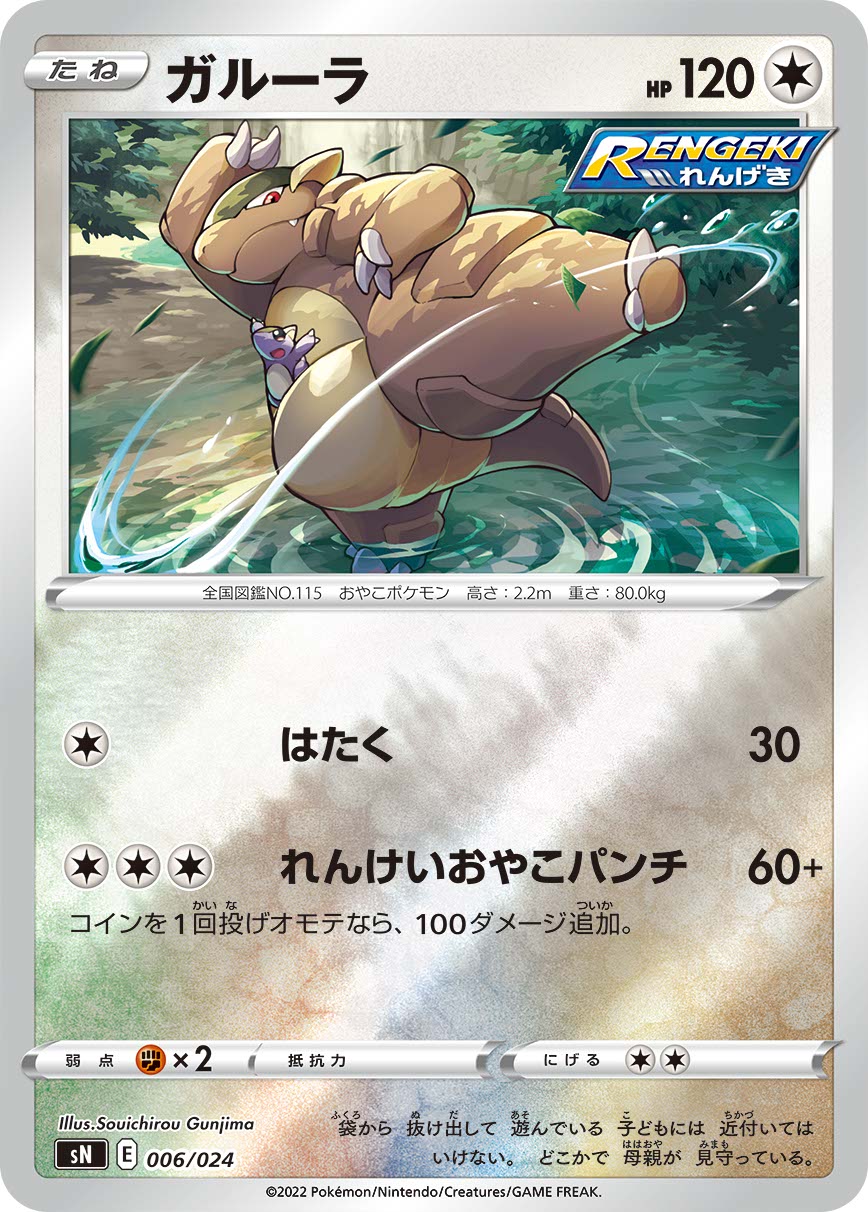 たね ガルーラ HP 120
RENGEKI
れんげき
全国図鑑NO.115 おやこポケモン 高さ:2.2m 重さ:80.0kg
はたく 30
れんけいおやこパンチ 60+
コインを1回投げオモテなら、100ダメージ追加。
弱点 ×2 抵抗力 にげる
Illus.Souichirou Gunjima
sN E 006/024
袋から 抜け出して 遊んでいる 子どもには 近付いては
いけない。 どこかで 母親が 見守っている。
©2022 Pokémon/Nintendo/Creatures/GAME FREAK.